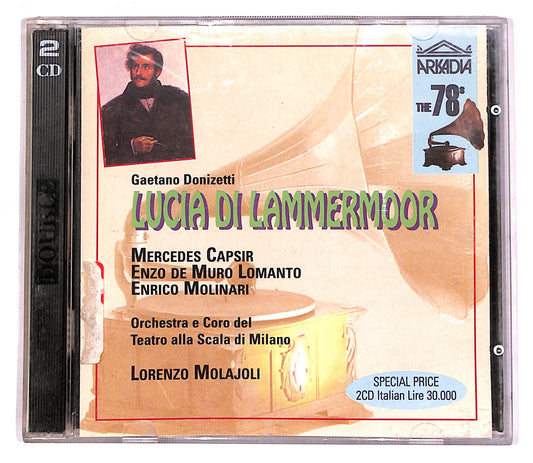 2
CD
DOUBLE
ARKADIA
THE 78s
Gaetano Donizetti
LUCIA DI LAMMERMOOR
MERCEDES CAPSIR
ENZO DE MURO LOMANTO
ENRICO MOLINARI
Orchestra e Coro del
Teatro alla Scala di Milano
LORENZO MOLAJOLI
SPECIAL PRICE
2CD Italian Lire 30.000